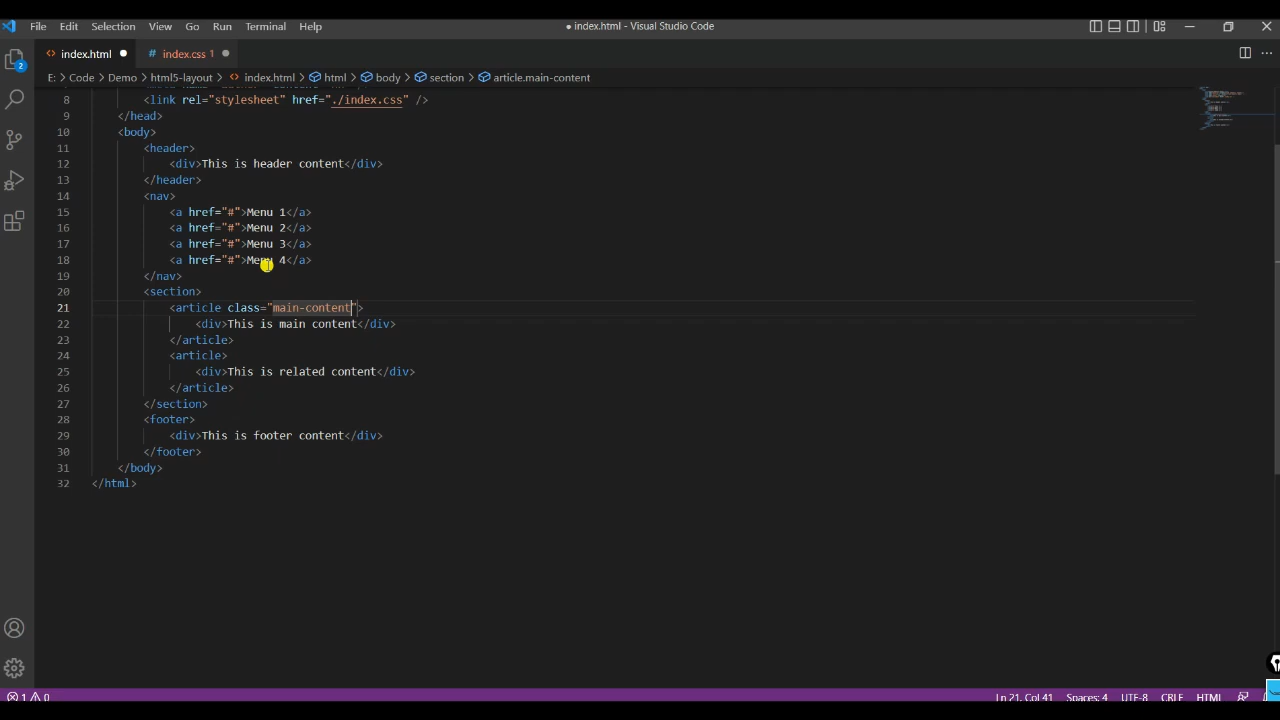 File Edit Selection View Go Run Terminal Help ● index.html - Visual Studio Code
index.html index.css 1
E: > Code > Demo > html5-layout > index.html > html > body > section > article.main-content
8 <link rel="stylesheet" href="./index.css" />
9 </head>
10 <body>
11 <header>
12 <div>This is header content</div>
13 </header>
14 <nav>
15 <a href="#">Menu 1</a>
16 <a href="#">Menu 2</a>
17 <a href="#">Menu 3</a>
18 <a href="#">Menu 4</a>
19 </nav>
20 <section>
21 <article class="main-content">
22 <div>This is main content</div>
23 </article>
24 <article>
25 <div>This is related content</div>
26 </article>
27 </section>
28 <footer>
29 <div>This is footer content</div>
30 </footer>
31 </body>
32 </html>
2
1 0 Ln 21, Col 41 Spaces: 4 UTF-8 CRLF HTML